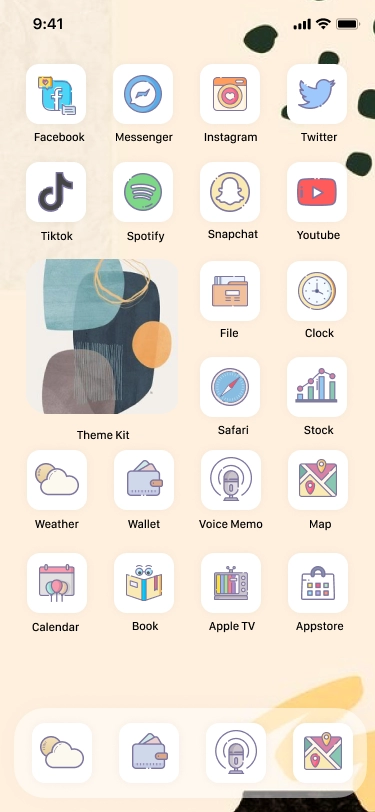 9:41
Facebook Messenger Instagram Twitter
Tiktok Spotify Snapchat Youtube
File Clock
Theme Kit Safari Stock
Weather Wallet Voice Memo Map
Calendar Book Apple TV Appstore